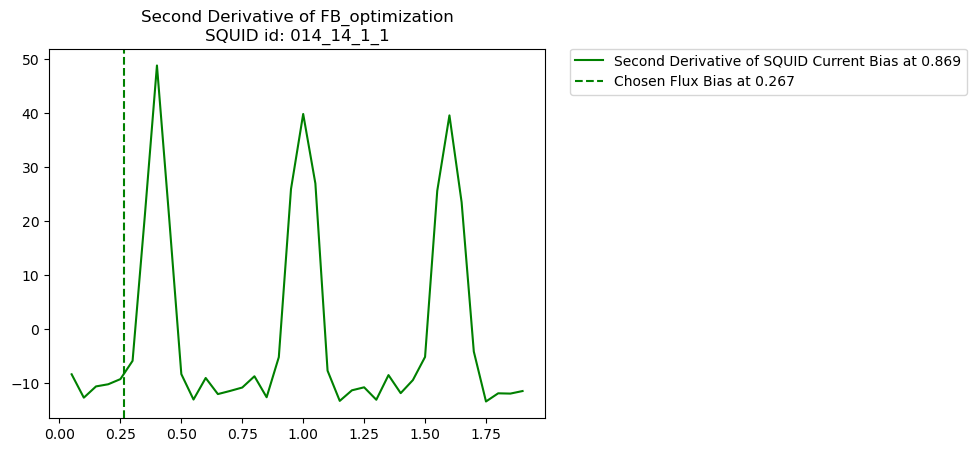 Second Derivative of FB_optimization
SQUID id: 014_14_1_1
Second Derivative of SQUID Current Bias at 0.869
Chosen Flux Bias at 0.267
50
40
30
20
10
0
−10
0.00 0.25 0.50 0.75 1.00 1.25 1.50 1.75